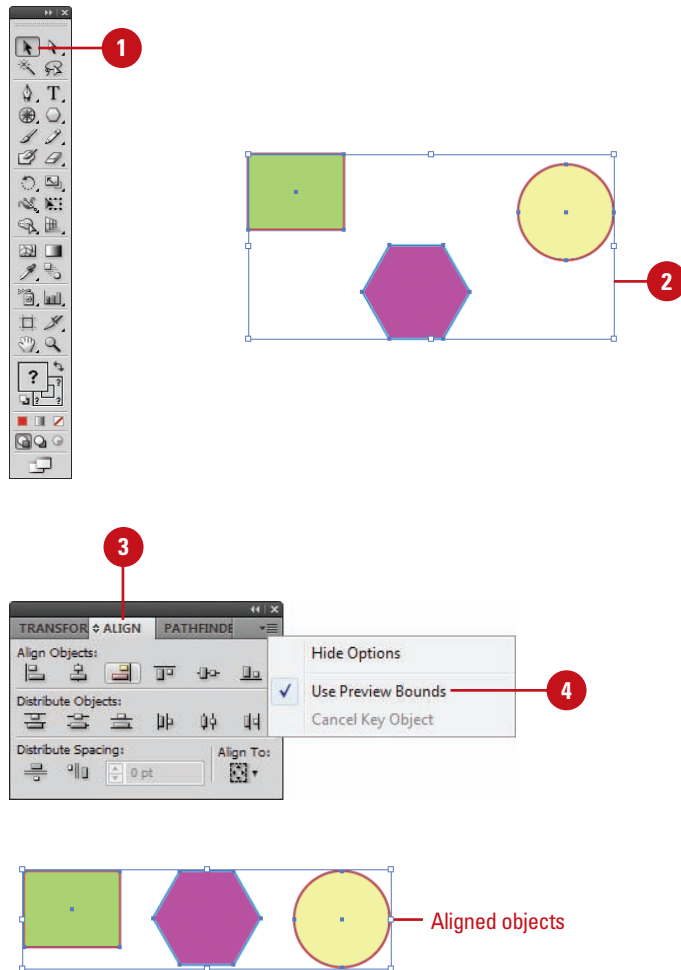 1
T
2
?
?
?
3
TRANSFOR ALIGN PATHFINDE
Align Objects:
Hide Options
Use Preview Bounds
4
Distribute Objects:
Cancel Key Object
Distribute Spacing:
Align To:
0 pt
Aligned objects